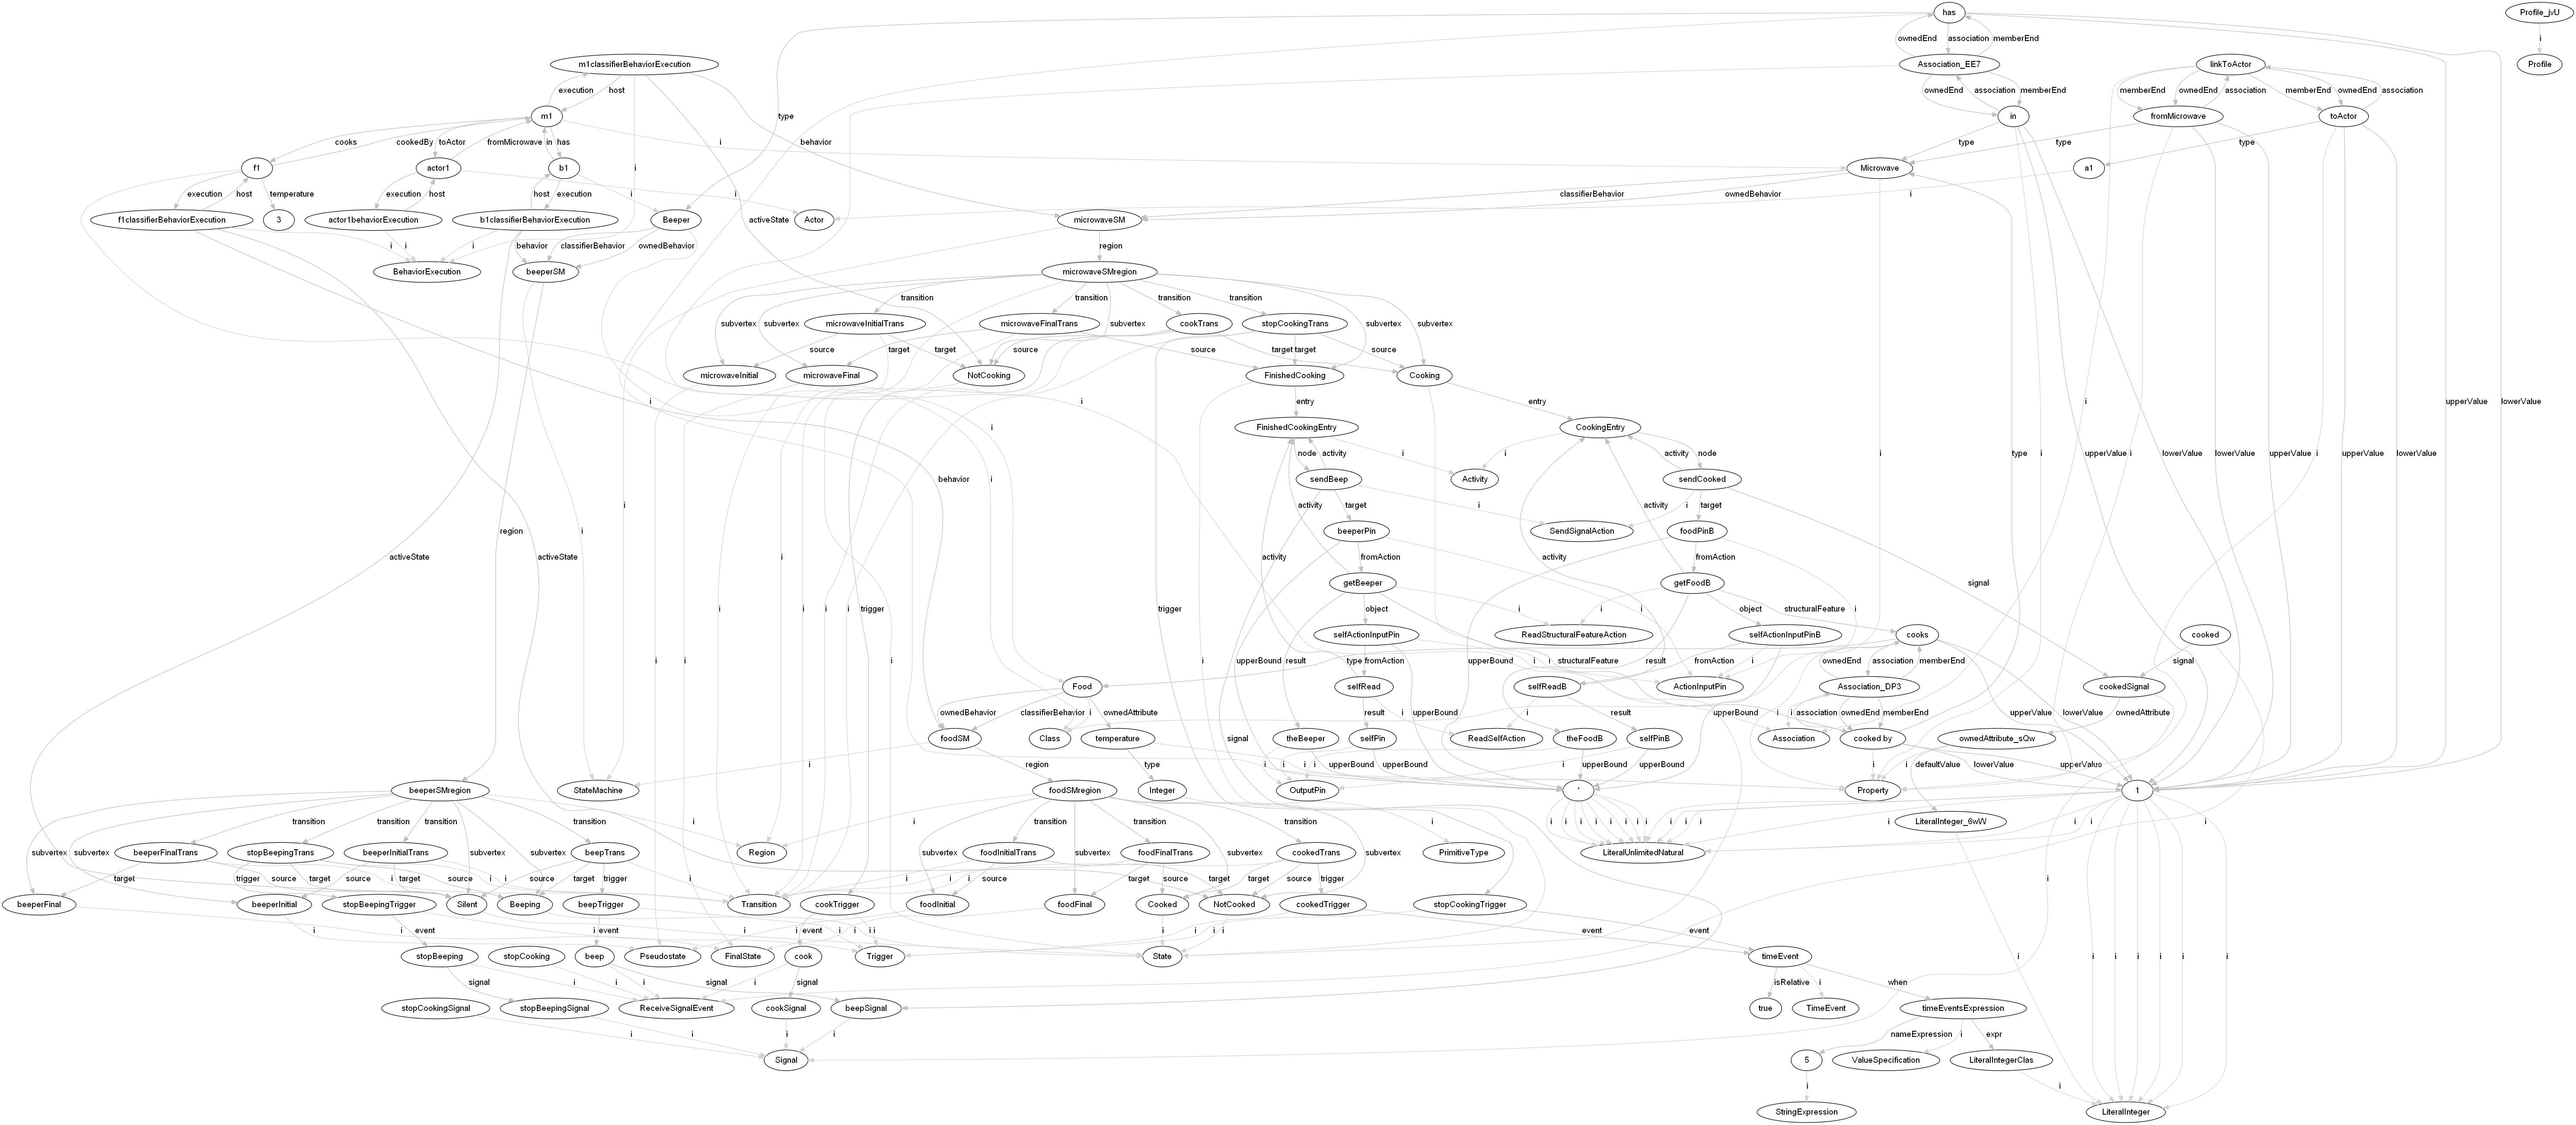 has
Profile_jvU
ownedEnd
association
memberEnd
i
m1classifierBehaviorExecution
Association_EE7
linkToActor
Profile
execution
host
ownedEnd
association
memberEnd
memberEnd
ownedEnd
association
memberEnd
ownedEnd
association
type
m1
in
fromMicrowave
toActor
cooks
cookedBy
toActor
fromMicrowave
in
has
i
behavior
type
type
type
f1
actor1
b1
Microwave
a1
execution
host
temperature
execution
host
i
host
execution
i
i
classifierBehavior
ownedBehavior
i
f1classifierBehaviorExecution
3
actor1behaviorExecution
b1classifierBehaviorExecution
Beeper
Actor
activeState
microwaveSM
i
i
i
behavior
classifierBehavior
ownedBehavior
region
BehaviorExecution
beeperSM
microwaveSMregion
transition
transition
transition
transition
subvertex
subvertex
microwaveInitialTrans
microwaveFinalTrans
cookTrans
stopCookingTrans
subvertex
subvertex
subvertex
source
target
target
source
source
target
target
source
microwaveInitial
microwaveFinal
NotCooking
FinishedCooking
Cooking
i
i
entry
entry
upperValue
lowerValue
FinishedCookingEntry
CookingEntry
node
activity
i
i
activity
node
type
i
upperValue
lowerValue
i
lowerValue
upperValue
i
upperValue
lowerValue
i
i
behavior
sendBeep
Activity
sendCooked
activity
target
i
activity
i
target
region
i
beeperPin
SendSignalAction
foodPinB
activeState
activeState
activity
fromAction
activity
fromAction
getBeeper
getFoodB
signal
i
i
i
i
trigger
trigger
i
object
i
i
object
structuralFeature
i
selfActionInputPin
ReadStructuralFeatureAction
selfActionInputPinB
cooks
cooked
upperBound
result
type
fromAction
i
i
structuralFeature
result
fromAction
i
ownedEnd
association
memberEnd
signal
upperBound
Food
selfRead
selfReadB
ActionInputPin
Association_DP3
cookedSignal
ownedBehavior
classifierBehavior
i
ownedAttribute
result
i
upperBound
i
result
upperBound
i
i
association
ownedEnd
memberEnd
upperValue
lowerValue
ownedAttribute
foodSM
Class
temperature
theBeeper
selfPin
ReadSelfAction
theFoodB
selfPinB
Association
cooked by
ownedAttribute_sQw
signal
i
region
type
i
i
upperBound
i
upperBound
i
upperBound
upperBound
i
i
defaultValue
lowerValue
upperValue
beeperSMregion
StateMachine
foodSMregion
Integer
OutputPin
*
Property
1
transition
transition
transition
transition
i
i
transition
transition
transition
i
i
i
i
i
i
i
i
i
i
i
i
i
i
LiteralInteger_6wW
subvertex
subvertex
beeperFinalTrans
stopBeepingTrans
beeperInitialTrans
subvertex
subvertex
beepTrans
Region
subvertex
foodInitialTrans
subvertex
foodFinalTrans
subvertex
subvertex
cookedTrans
PrimitiveType
LiteralUnlimitedNatural
target
trigger
source
target
i
source
target
i
source
i
source
target
trigger
i
i
i
i
source
target
target
source
target
source
trigger
beeperFinal
beeperInitial
stopBeepingTrigger
Silent
Beeping
beepTrigger
Transition
cookTrigger
foodInitial
foodFinal
Cooked
NotCooked
cookedTrigger
stopCookingTrigger
i
i
event
event
i
event
i
i
i
i
i
i
i
i
event
event
stopBeeping
stopCooking
beep
Pseudostate
FinalState
cook
Trigger
State
timeEvent
signal
i
i
i
signal
i
signal
isRelative
i
when
i
i
i
i
i
i
i
stopCookingSignal
stopBeepingSignal
ReceiveSignalEvent
cookSignal
beepSignal
true
TimeEvent
timeEventsExpression
i
i
i
i
nameExpression
i
expr
Signal
5
ValueSpecification
LiteralIntegerClas
i
i
StringExpression
LiteralInteger